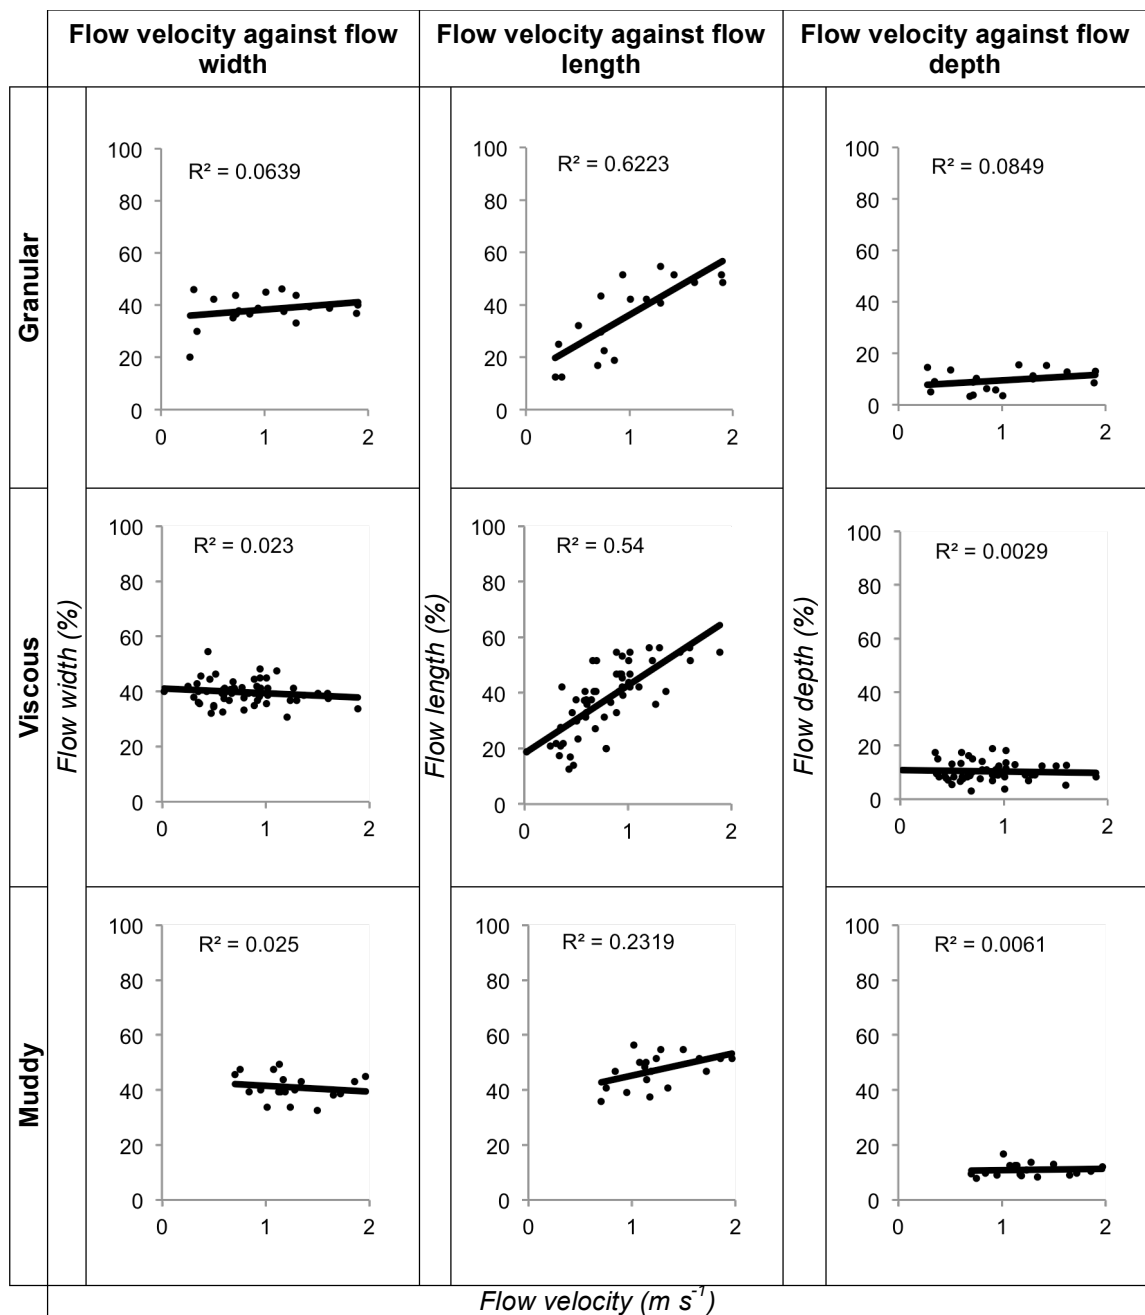 Flow velocity against flow
width
Flow velocity against flow
length
Flow velocity against flow
depth
Granular
Flow width (%)
100
80
60
40
20
0
0 1 2
R² = 0.0639
Flow length (%)
100
80
60
40
20
0
0 1 2
R² = 0.6223
Flow depth (%)
100
80
60
40
20
0
0 1 2
R² = 0.0849
Viscous
100
80
60
40
20
0
0 1 2
R² = 0.023
100
80
60
40
20
0
0 1 2
R² = 0.54
100
80
60
40
20
0
0 1 2
R² = 0.0029
Muddy
100
80
60
40
20
0
0 1 2
R² = 0.025
100
80
60
40
20
0
0 1 2
R² = 0.2319
100
80
60
40
20
0
0 1 2
R² = 0.0061
Flow velocity (m s⁻¹)